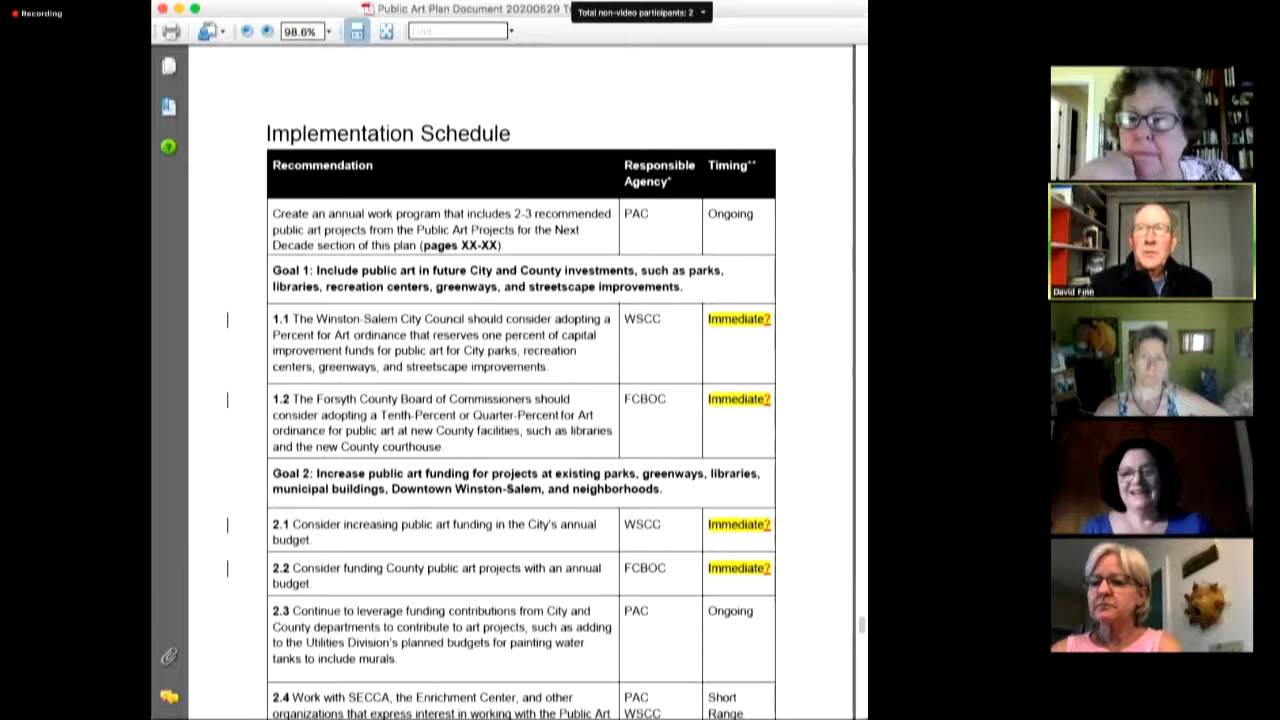 Recording
Public Art Plan Document 20200629 T
Total non-video participants: 2
98.6%
Find
Implementation Schedule
Recommendation
Responsible Agency*
Timing**
Create an annual work program that includes 2-3 recommended
public art projects from the Public Art Projects for the Next
Decade section of this plan (pages XX-XX).
PAC
Ongoing
Goal 1: Include public art in future City and County investments, such as parks,
libraries, recreation centers, greenways, and streetscape improvements.
1.1 The Winston-Salem City Council should consider adopting a
Percent for Art ordinance that reserves one percent of capital
improvement funds for public art for City parks, recreation
centers, greenways, and streetscape improvements.
WSCC
Immediate?
1.2 The Forsyth County Board of Commissioners should
consider adopting a Tenth-Percent or Quarter-Percent for Art
ordinance for public art at new County facilities, such as libraries
and the new County courthouse.
FCBOC
Immediate?
Goal 2: Increase public art funding for projects at existing parks, greenways, libraries,
municipal buildings, Downtown Winston-Salem, and neighborhoods.
2.1 Consider increasing public art funding in the City's annual
budget.
WSCC
Immediate?
2.2 Consider funding County public art projects with an annual
budget.
FCBOC
Immediate?
2.3 Continue to leverage funding contributions from City and
County departments to contribute to art projects, such as adding
to the Utilities Division's planned budgets for painting water
tanks to include murals.
PAC
Ongoing
2.4 Work with SECCA, the Enrichment Center, and other
organizations that express interest in working with the Public Art
PAC
WSCC
Short
Range
David Finn